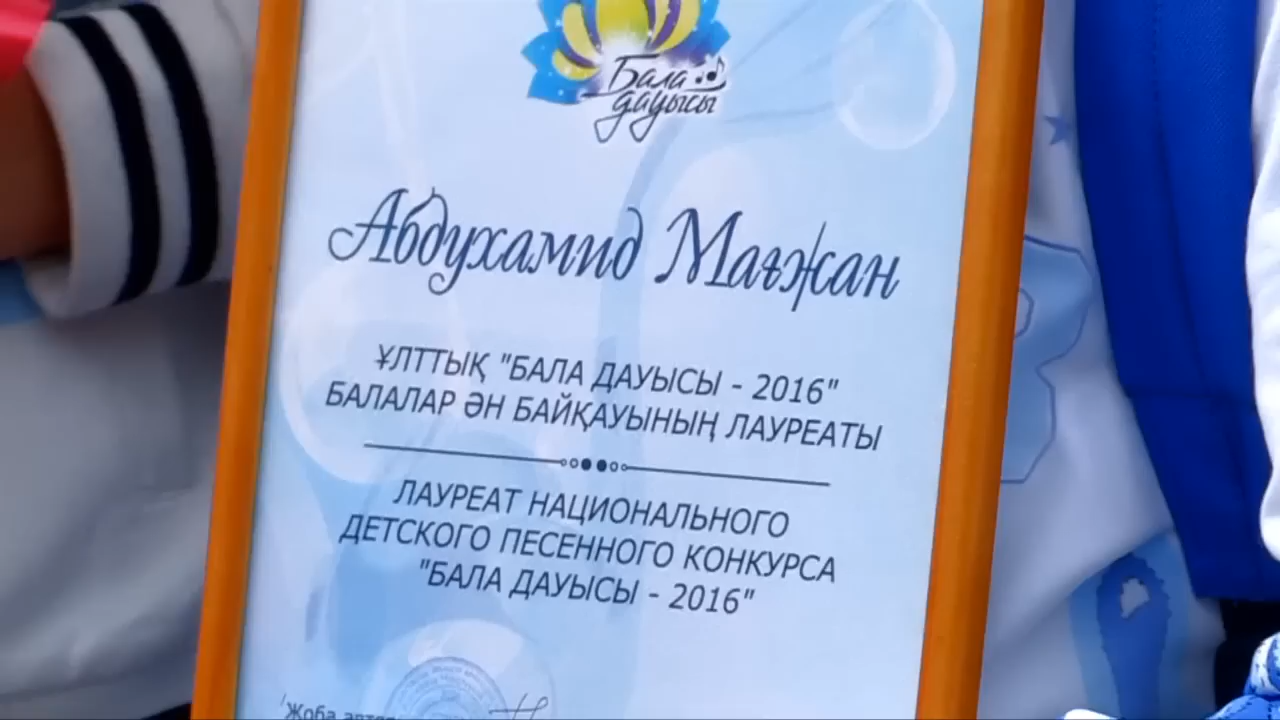 Бала
дауысы
Абдухамид Мағжан
ҰЛТТЫҚ "БАЛА ДАУЫСЫ - 2016"
БАЛАЛАР ӘН БАЙҚАУЫНЫҢ ЛАУРЕАТЫ
ЛАУРЕАТ НАЦИОНАЛЬНОГО
ДЕТСКОГО ПЕСЕННОГО КОНКУРСА
"БАЛА ДАУЫСЫ - 2016"
Жоба